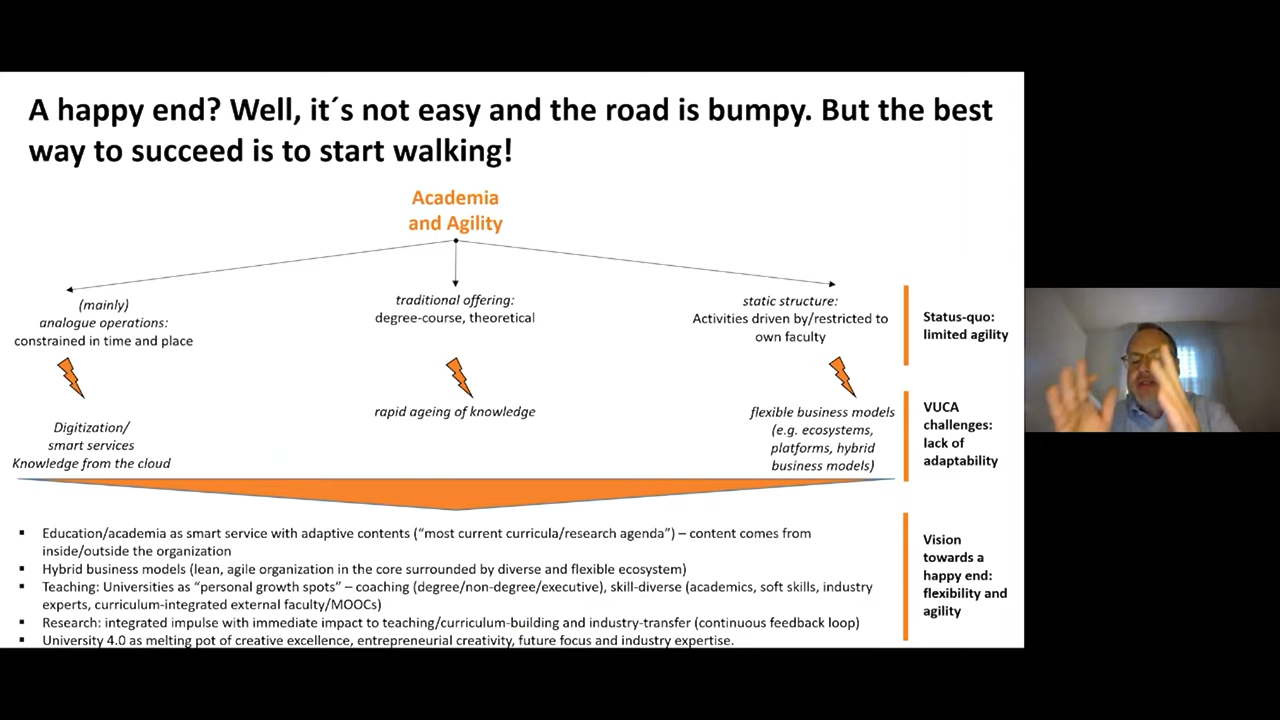 A happy end? Well, it´s not easy and the road is bumpy. But the best
way to succeed is to start walking!
Academia
and Agility
(mainly)
analogue operations:
constrained in time and place
traditional offering:
degree-course, theoretical
static structure:
Activities driven by/restricted to
own faculty
Status-quo:
limited agility
Digitization/
smart services
Knowledge from the cloud
rapid ageing of knowledge
flexible business models
(e.g. ecosystems,
platforms, hybrid
business models)
VUCA
challenges:
lack of
adaptability
▪ Education/academia as smart service with adaptive contents (“most current curricula/research agenda”) – content comes from
inside/outside the organization
▪ Hybrid business models (lean, agile organization in the core surrounded by diverse and flexible ecosystem)
▪ Teaching: Universities as “personal growth spots” – coaching (degree/non-degree/executive), skill-diverse (academics, soft skills, industry
experts, curriculum-integrated external faculty/MOOCs)
▪ Research: integrated impulse with immediate impact to teaching/curriculum-building and industry-transfer (continuous feedback loop)
▪ University 4.0 as melting pot of creative excellence, entrepreneurial creativity, future focus and industry expertise.
Vision
towards a
happy end:
flexibility and
agility